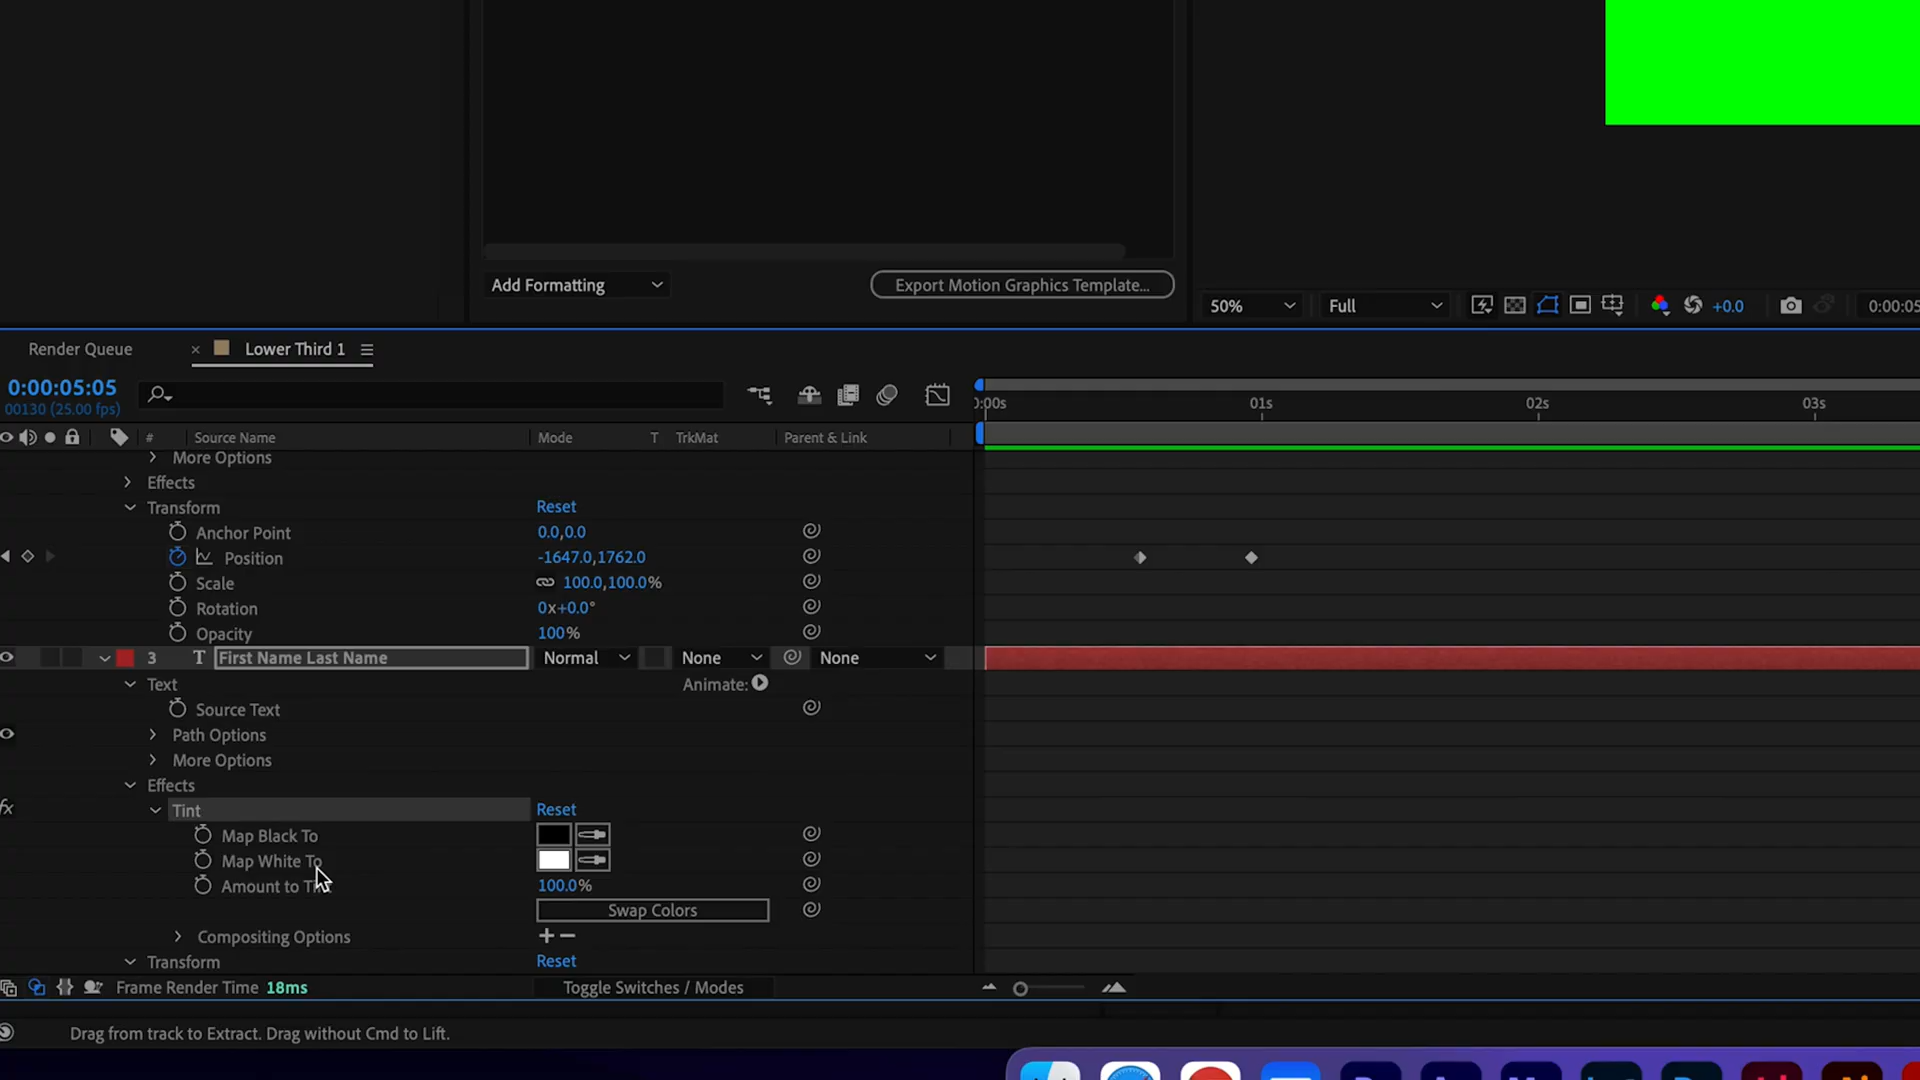 Add Formatting
Export Motion Graphics Template...
50%
Full
+0.0
0:00:05
Render Queue
Lower Third 1
0:00:05:05
00130 (25.00 fps)
0:00s
01s
02s
03s
#
Source Name
Mode
T
TrkMat
Parent & Link
More Options
Effects
Transform
Reset
Anchor Point
0.0,0.0
Position
-1647.0,1762.0
Scale
100.0,100.0%
Rotation
0x+0.0°
Opacity
100%
3
T
First Name Last Name
Normal
None
None
Text
Animate:
Source Text
Path Options
More Options
Effects
fx
Tint
Reset
Map Black To
Map White To
Amount to
100.0%
Swap Colors
Compositing Options
Transform
Reset
Frame Render Time 18ms
Toggle Switches / Modes
Drag from track to Extract. Drag without Cmd to Lift.